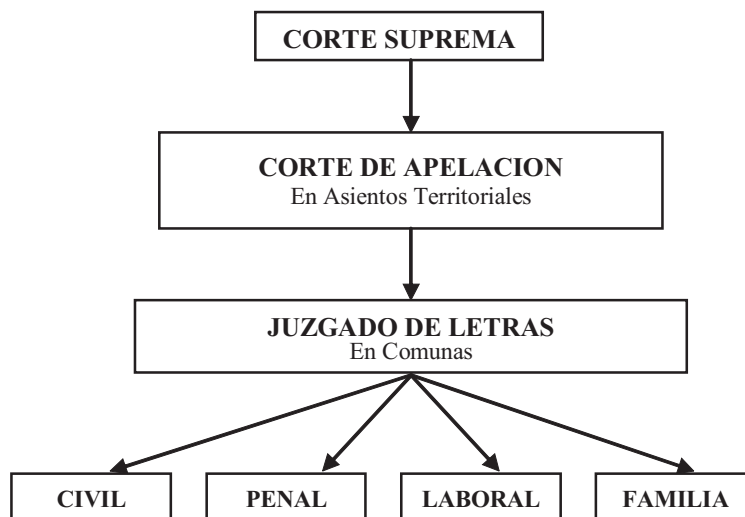 CORTE SUPREMA
CORTE DE APELACION
En Asientos Territoriales
JUZGADO DE LETRAS
En Comunas
CIVIL
PENAL
LABORAL
FAMILIA